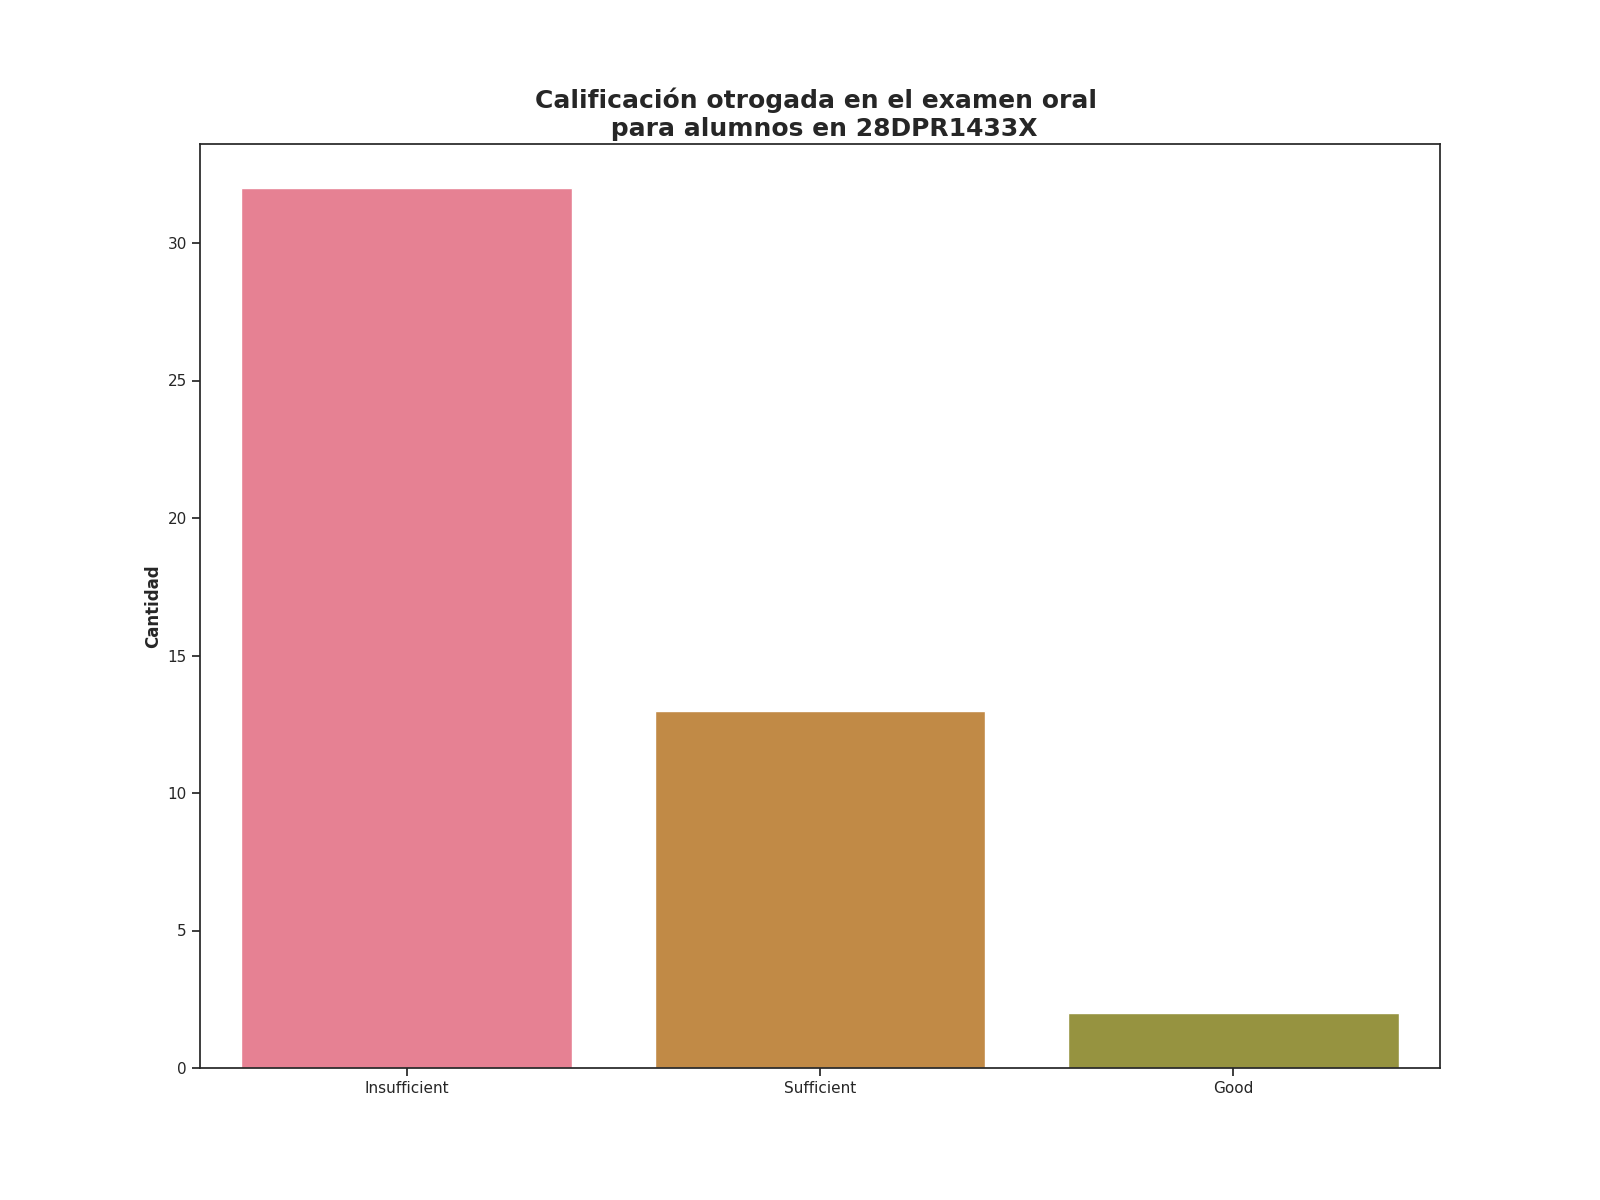 Calificación otrogada en el examen oral
para alumnos en 28DPR1433X
Cantidad
30
25
20
15
10
5
0
Insufficient
Sufficient
Good